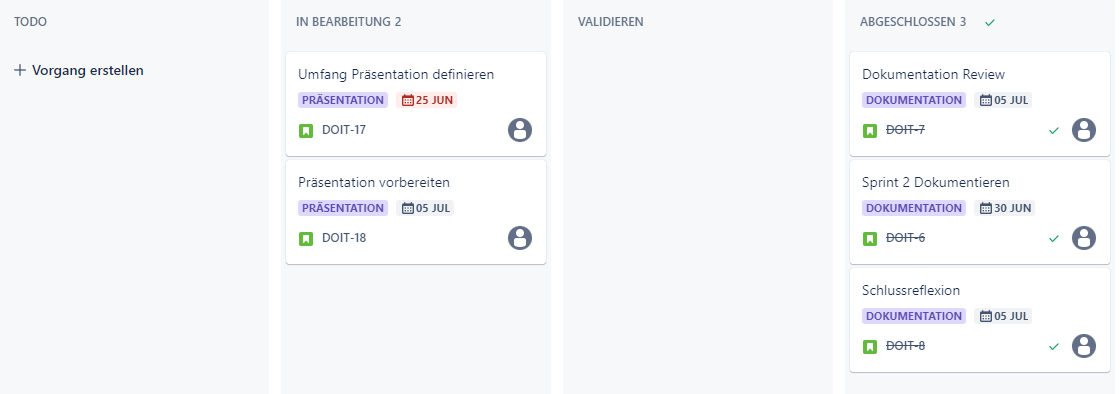 TODO
+ Vorgang erstellen
IN BEARBEITUNG 2
Umfang Präsentation definieren
PRÄSENTATION 25 JUN
DOIT-17
Präsentation vorbereiten
PRÄSENTATION 05 JUL
DOIT-18
VALIDIEREN
ABGESCHLOSSEN 3
Dokumentation Review
DOKUMENTATION 05 JUL
DOIT-7
Sprint 2 Dokumentieren
DOKUMENTATION 30 JUN
DOIT-6
Schlussreflexion
DOKUMENTATION 05 JUL
DOIT-8